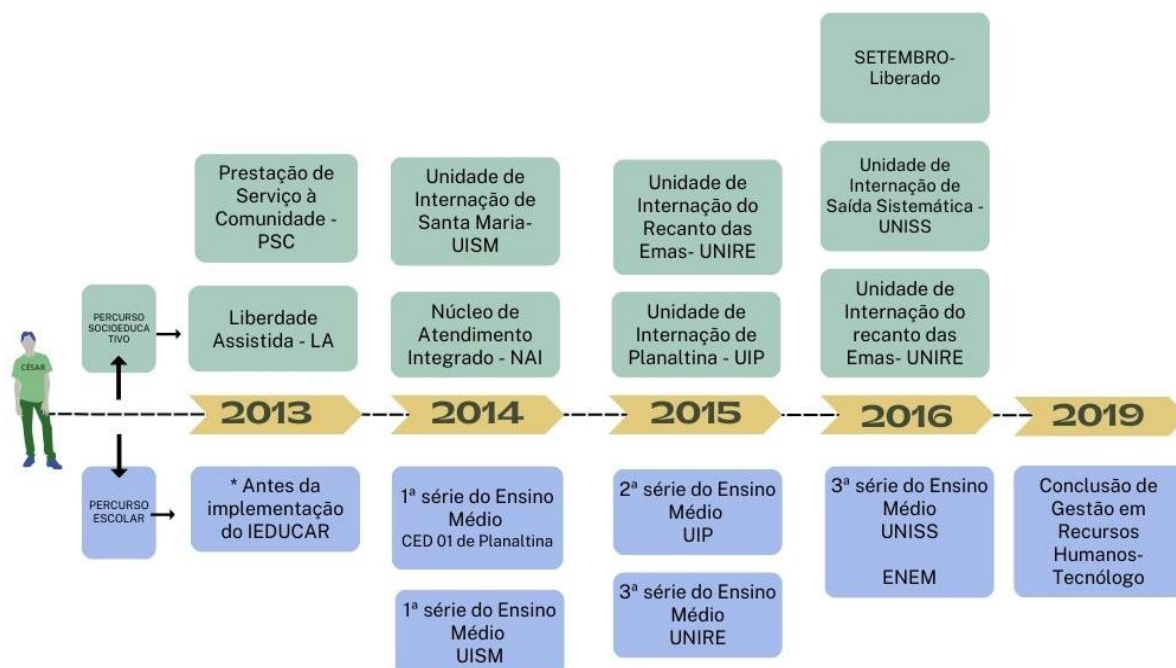 SETEMBRO-
Liberado
Prestação de
Serviço à
Comunidade -
PSC
Unidade de
Internação de
Santa Maria-
UISM
Unidade de
Internação do
Recanto das
Emas- UNIRE
Unidade de
Internação de
Saída Sistemática -
UNISS
PERCURSO
SOCIOEDUCA
TIVO
Liberdade
Assistida - LA
Núcleo de
Atendimento
Integrado - NAI
Unidade de
Internação de
Planaltina - UIP
Unidade de
Internação do
recanto das
Emas- UNIRE
CÉSAR
2013
2014
2015
2016
2019
PERCURSO
ESCOLAR
* Antes da
implementação
do IEDUCAR
1ª série do Ensino
Médio
CED 01 de Planaltina
2ª série do Ensino
Médio
UIP
3ª série do Ensino
Médio
UNISS
ENEM
Conclusão de
Gestão em
Recursos
Humanos-
Tecnólogo
1ª série do Ensino
Médio
UISM
3ª série do Ensino
Médio
UNIRE